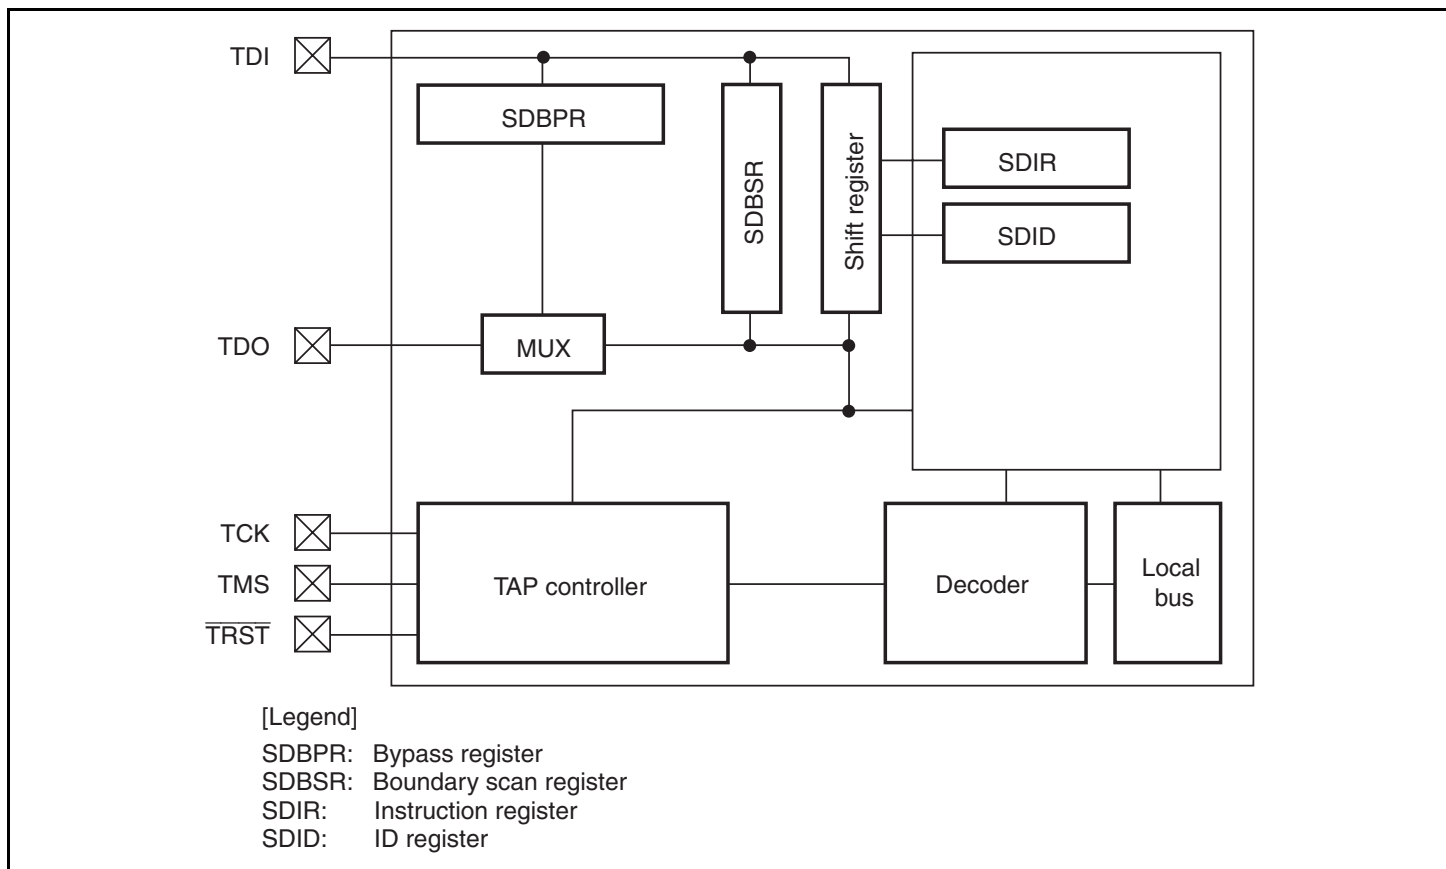 TDI
SDBPR
SDBSR
Shift register
SDIR
SDID
TDO
MUX
TCK
TMS
TRST
TAP controller
Decoder
Local
bus
[Legend]
SDBPR: Bypass register
SDBSR: Boundary scan register
SDIR: Instruction register
SDID: ID register